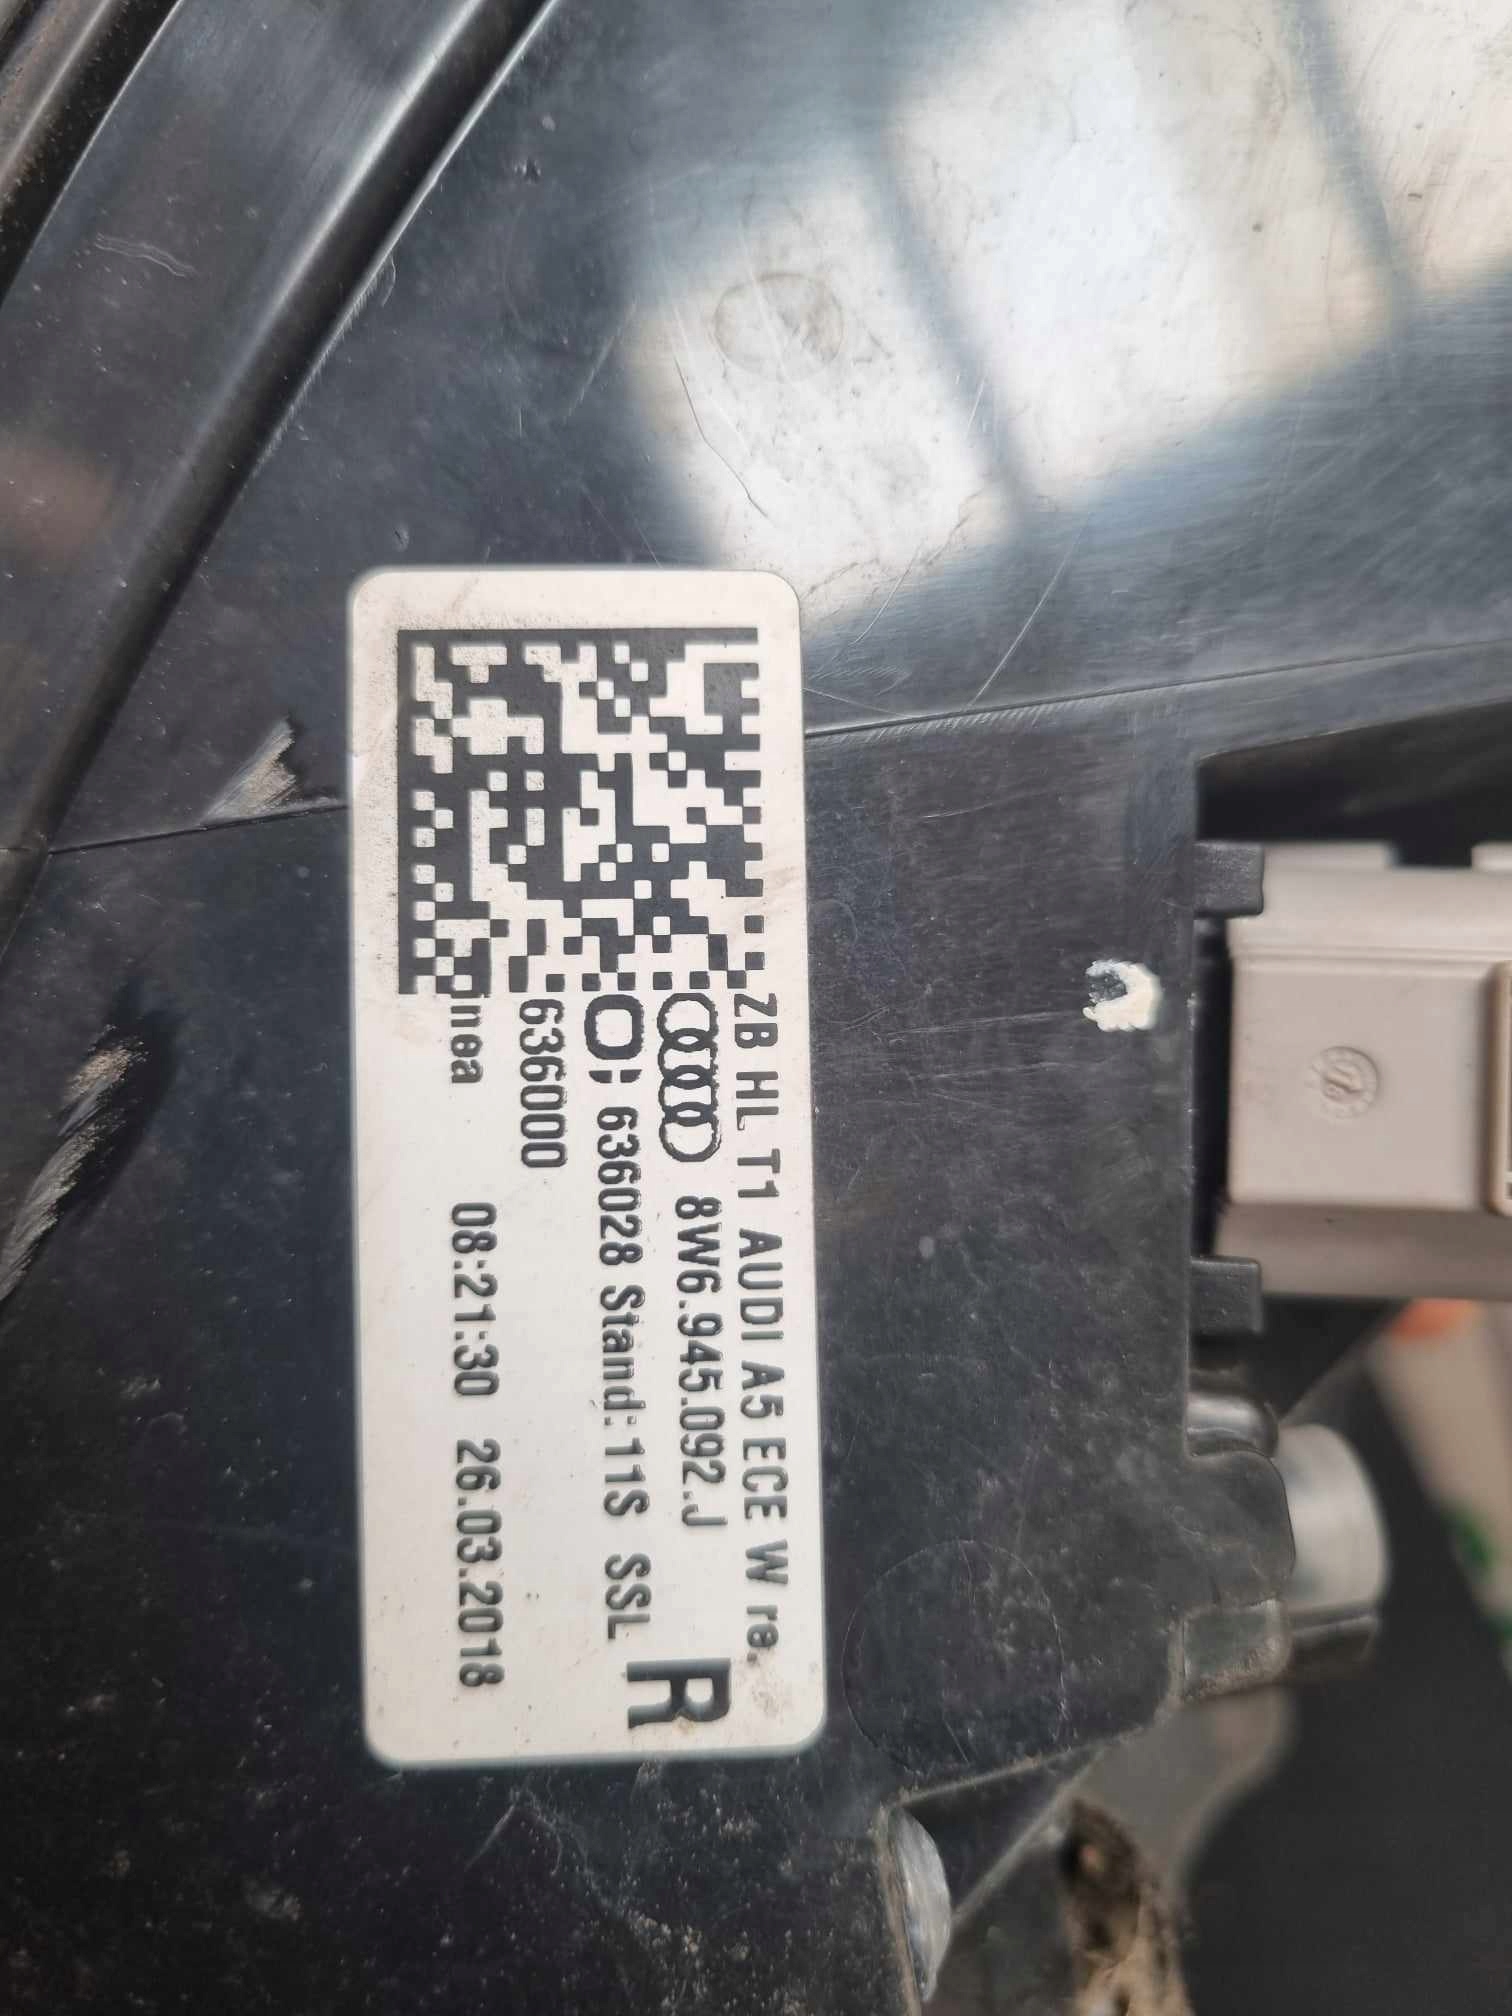 ZB HL T1 AUDI A5 ECE W re.
8W6.945.092.J
636028 Stand:11S SSL R
636000
08:21:30 26.03.2018